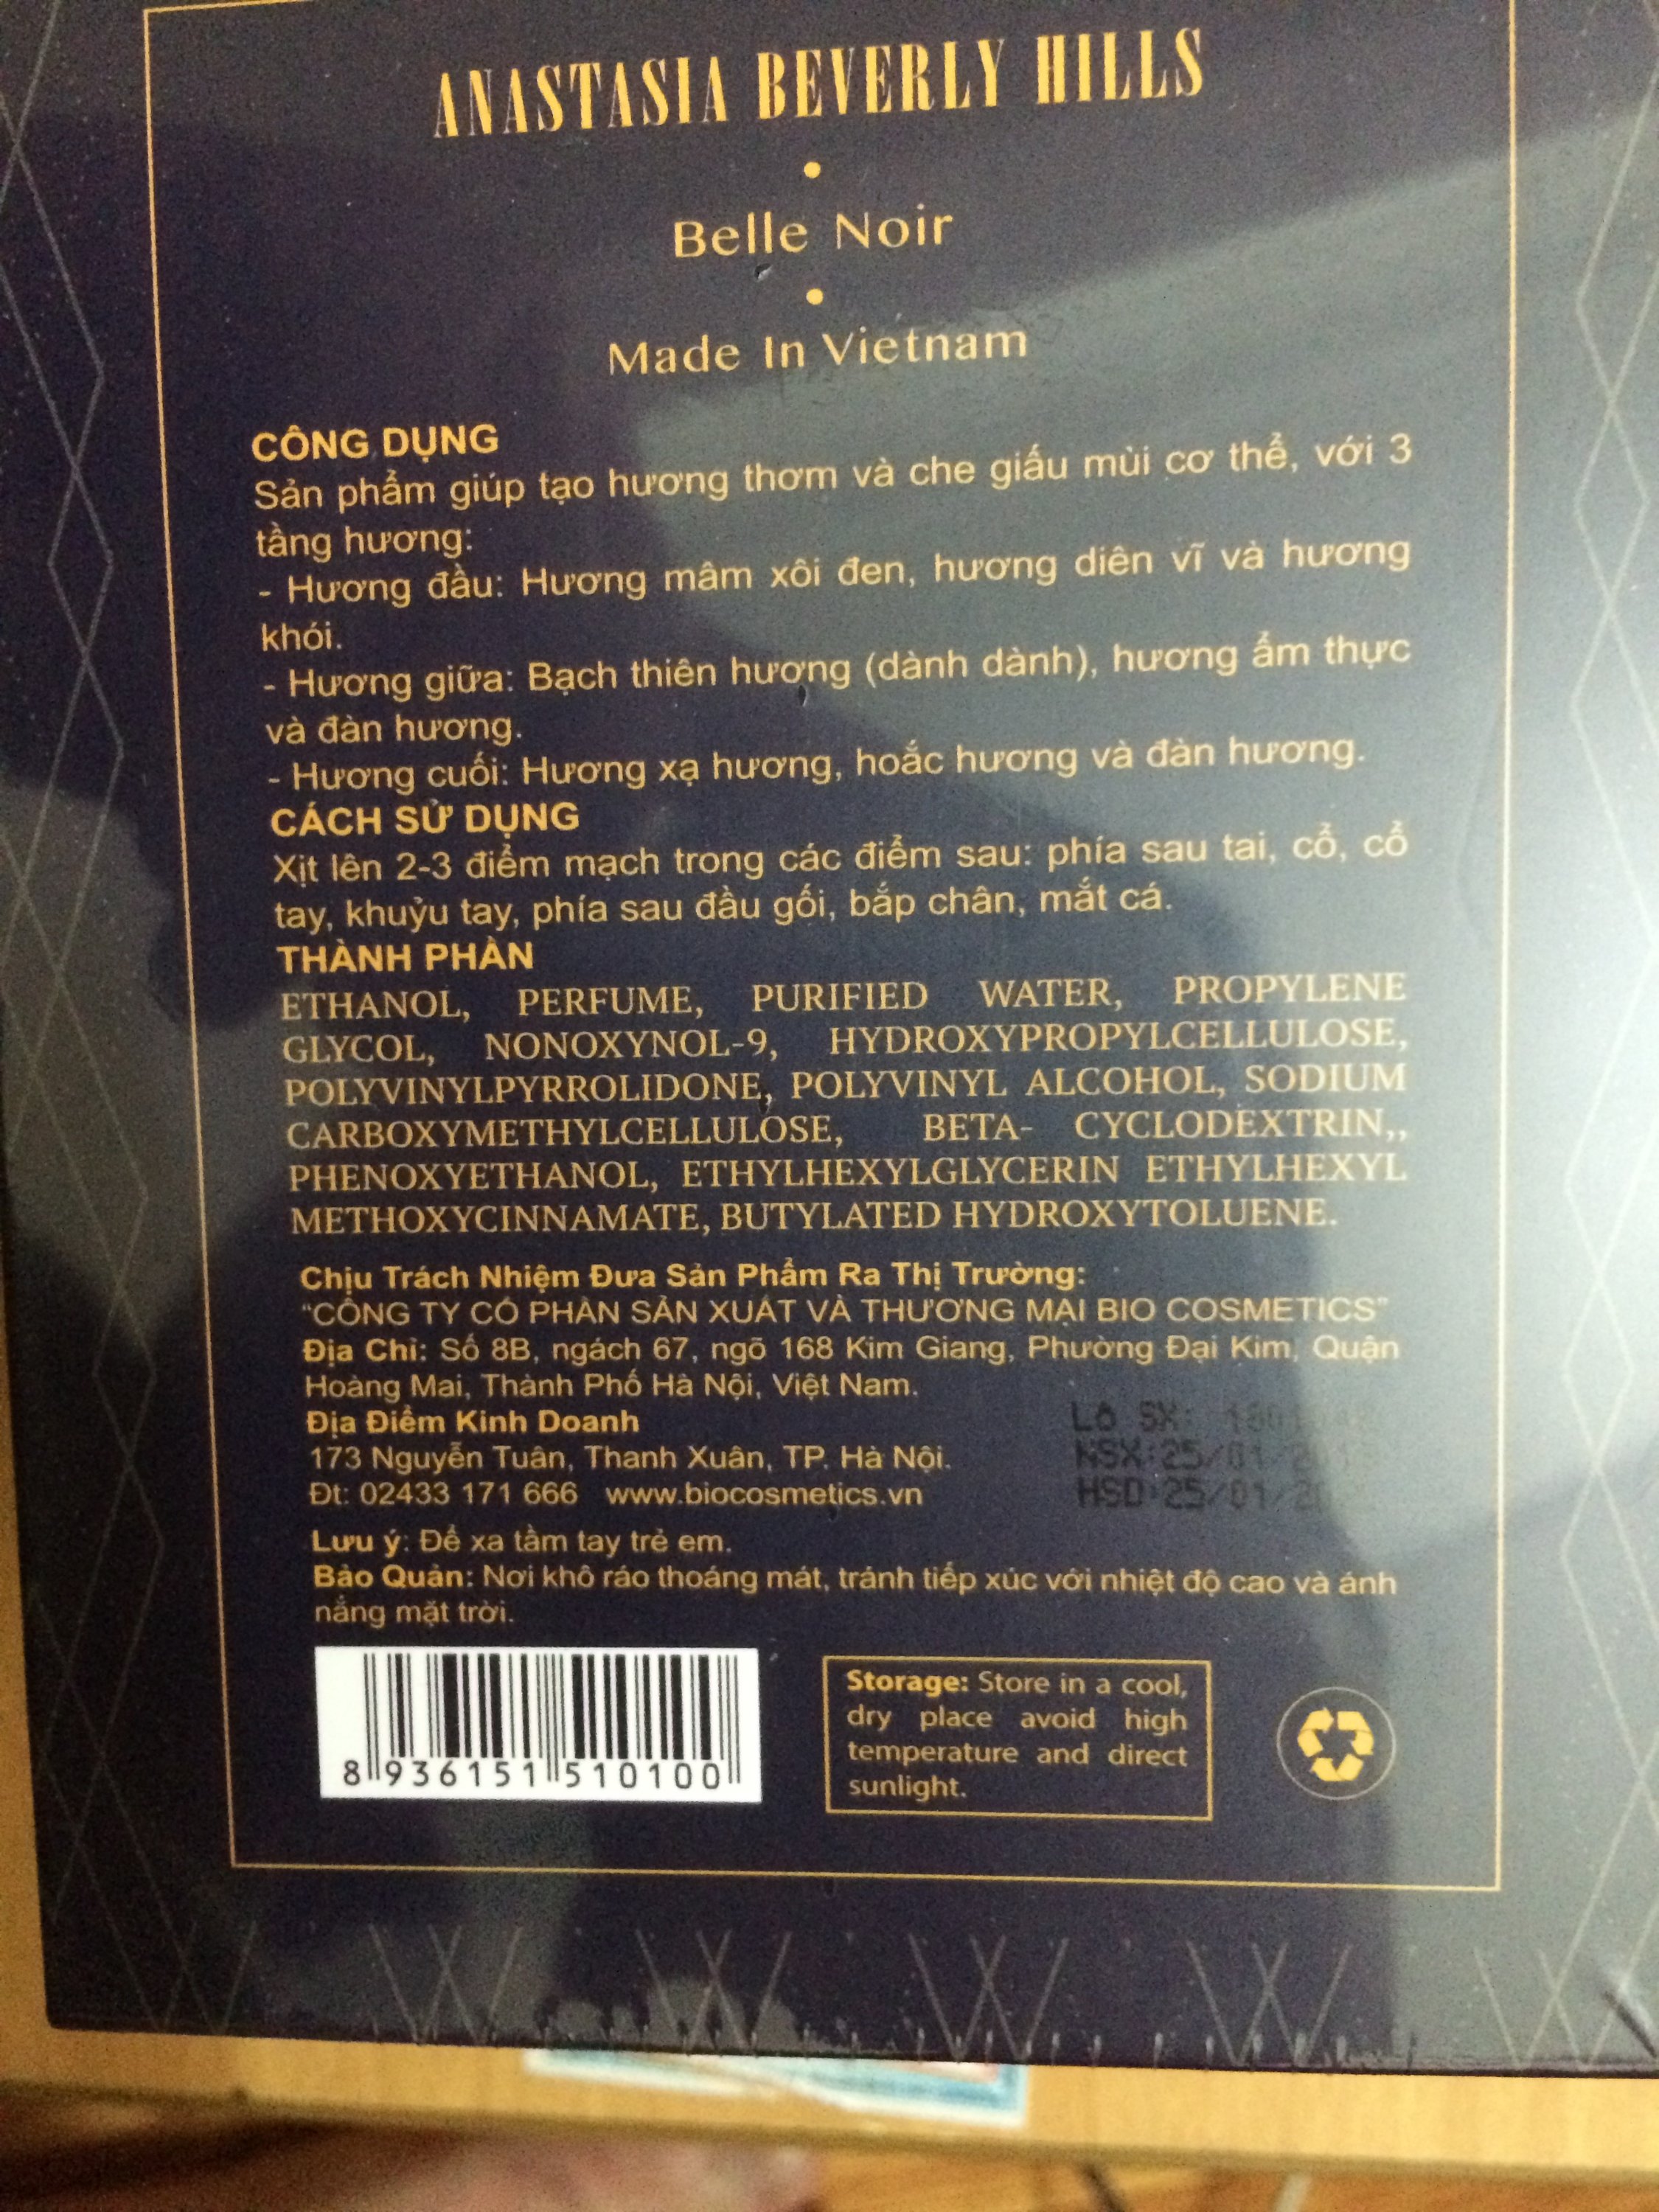 ANASTASIA BEVERLY HILLS
Belle Noir
Made In Vietnam
CÔNG DỤNG
Sản phẩm giúp tạo hương thơm và che giấu mùi cơ thể, với 3
tầng hương:
- Hương đầu: Hương mâm xôi đen, hương diên vĩ và hương
khói.
- Hương giữa: Bạch thiên hương (dành dành), hương ẩm thực
và đàn hương.
- Hương cuối: Hương xạ hương, hoắc hương và đàn hương.
CÁCH SỬ DỤNG
Xịt lên 2-3 điểm mạch trong các điểm sau: phía sau tai, cổ, cổ
tay, khuỷu tay, phía sau đầu gối, bắp chân, mắt cá.
THÀNH PHẦN
ETHANOL, PERFUME, PURIFIED WATER, PROPYLENE
GLYCOL, NONOXYNOL-9, HYDROXYPROPYLCELLULOSE,
POLYVINYLPYRROLIDONE, POLYVINYL ALCOHOL, SODIUM
CARBOXYMETHYLCELLULOSE, BETA- CYCLODEXTRIN,,
PHENOXYETHANOL, ETHYLHEXYLGLYCERIN ETHYLHEXYL
METHOXYCINNAMATE, BUTYLATED HYDROXYTOLUENE.
Chịu Trách Nhiệm Đưa Sản Phẩm Ra Thị Trường:
"CÔNG TY CỔ PHẦN SẢN XUẤT VÀ THƯƠNG MẠI BIO COSMETICS"
Địa Chỉ: Số 8B, ngách 67, ngõ 168 Kim Giang, Phường Đại Kim, Quận
Hoàng Mai, Thành Phố Hà Nội, Việt Nam.
Địa Điểm Kinh Doanh
173 Nguyễn Tuân, Thanh Xuân, TP. Hà Nội.
Đt: 02433 171 666 www.biocosmetics.vn
Lô SX:
NSX:
HSD:
Lưu ý: Để xa tầm tay trẻ em.
Bảo Quản: Nơi khô ráo thoáng mát, tránh tiếp xúc với nhiệt độ cao và ánh
nắng mặt trời.
8 936151 510100
Storage: Store in a cool,
dry place avoid high
temperature and direct
sunlight.